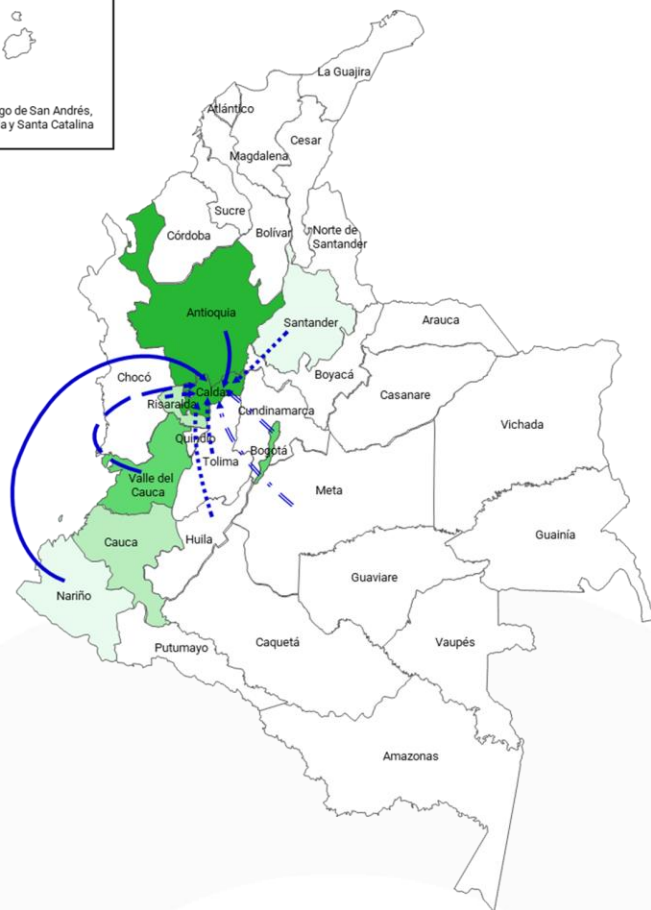 go de San Andrés,
a y Santa Catalina
La Guajira
Atlántico
Cesar
Magdalena
Sucre
Córdoba
Bolívar
Norte de
Santander
Antioquia
Santander
Arauca
Chocó
Boyacá
Caldas
Casanare
Risaralda
Cundinamarca
Vichada
Quindío
Bogotá
Tolima
Valle del
Cauca
Meta
Cauca
Huila
Guainía
Guaviare
Nariño
Putumayo
Caquetá
Vaupés
Amazonas